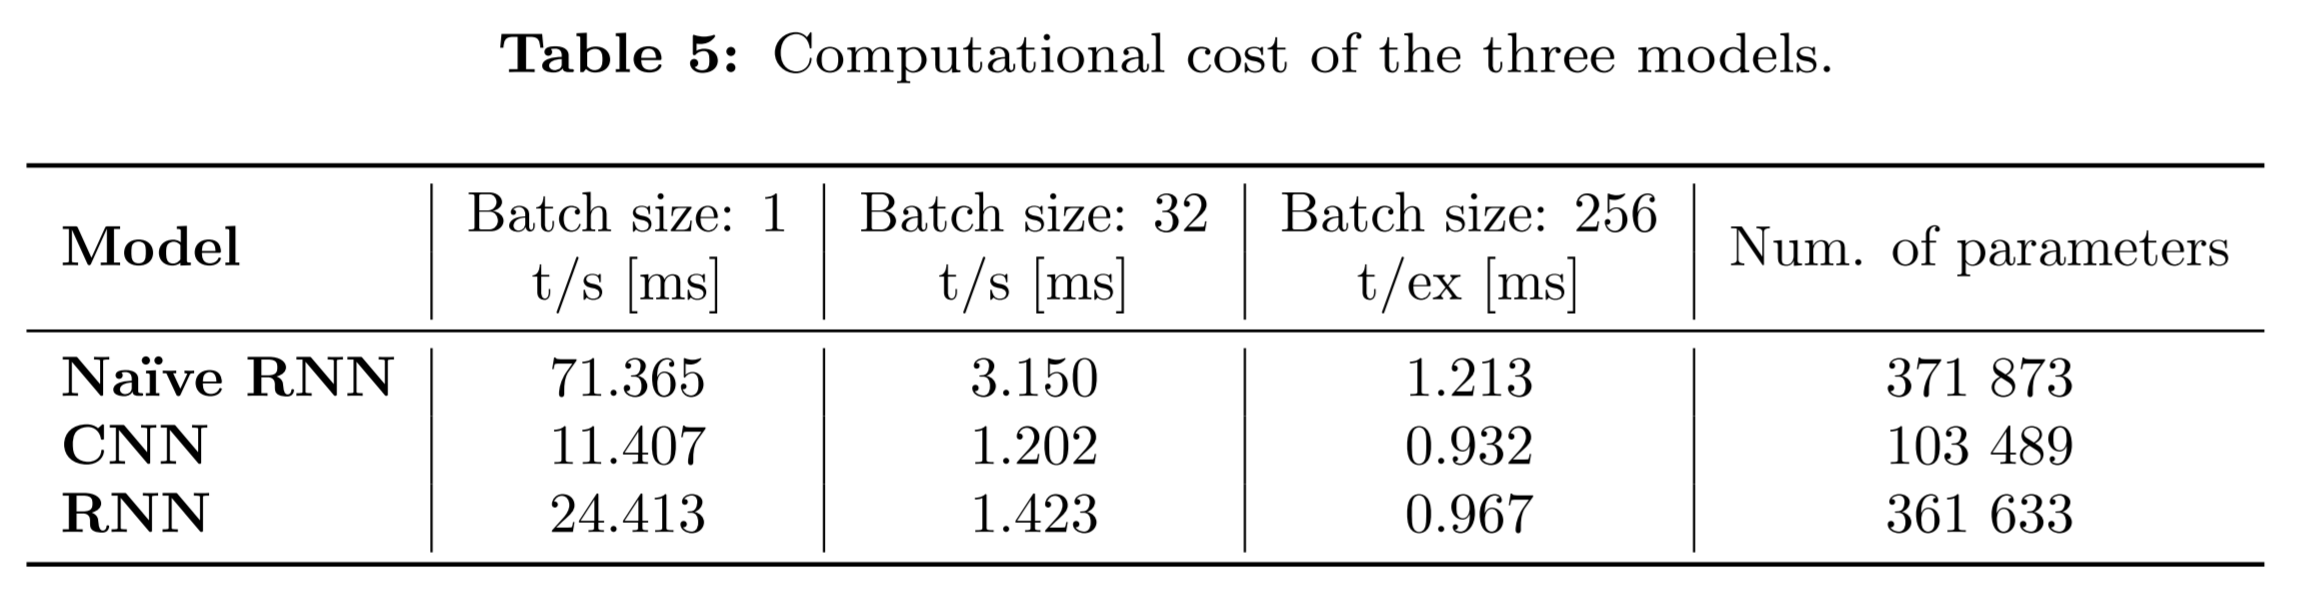 Table 5: Computational cost of the three models.
Model | Batch size: 1 t/s [ms] | Batch size: 32 t/s [ms] | Batch size: 256 t/ex [ms] | Num. of parameters
Naïve RNN | 71.365 | 3.150 | 1.213 | 371 873
CNN | 11.407 | 1.202 | 0.932 | 103 489
RNN | 24.413 | 1.423 | 0.967 | 361 633